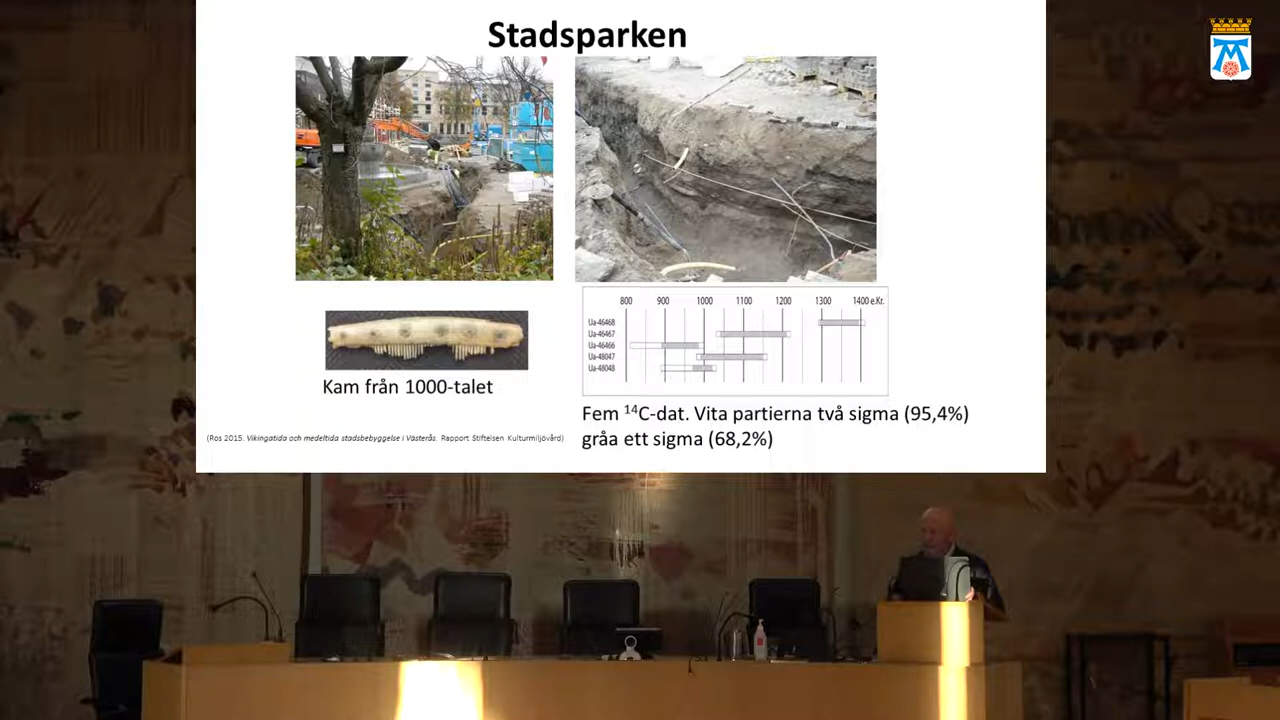 Stadsparken
800 900 1000 1100 1200 1300 1400 e.Kr.
Ua-46468
Ua-46467
Ua-46466
Ua-48047
Ua-48048
Kam från 1000-talet
Fem ¹⁴C-dat. Vita partierna två sigma (95,4%)
gråa ett sigma (68,2%)
(Ros 2015. Vikingatida och medeltida stadsbebyggelse i Västerås. Rapport Stiftelsen Kulturmiljövård)